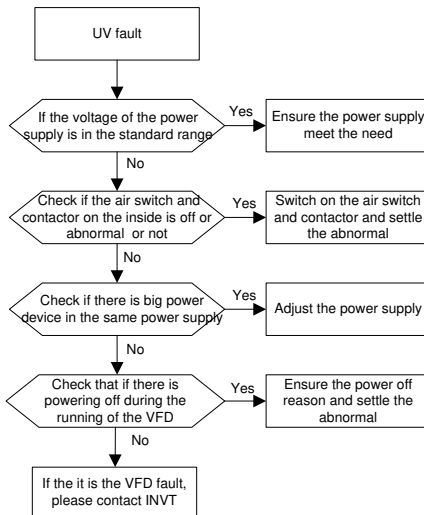 UV fault
If the voltage of the power
supply is in the standard range
Yes
Ensure the power supply
meet the need
No
Check if the air switch and
contactor on the inside is off or
abnormal or not
Yes
Switch on the air switch
and contactor and settle
the abnormal
No
Check if there is big power
device in the same power supply
Yes
Adjust the power supply
No
Check that if there is
powering off during the
running of the VFD
Yes
Ensure the power off
reason and settle the
abnormal
No
If the it is the VFD fault,
please contact INVT